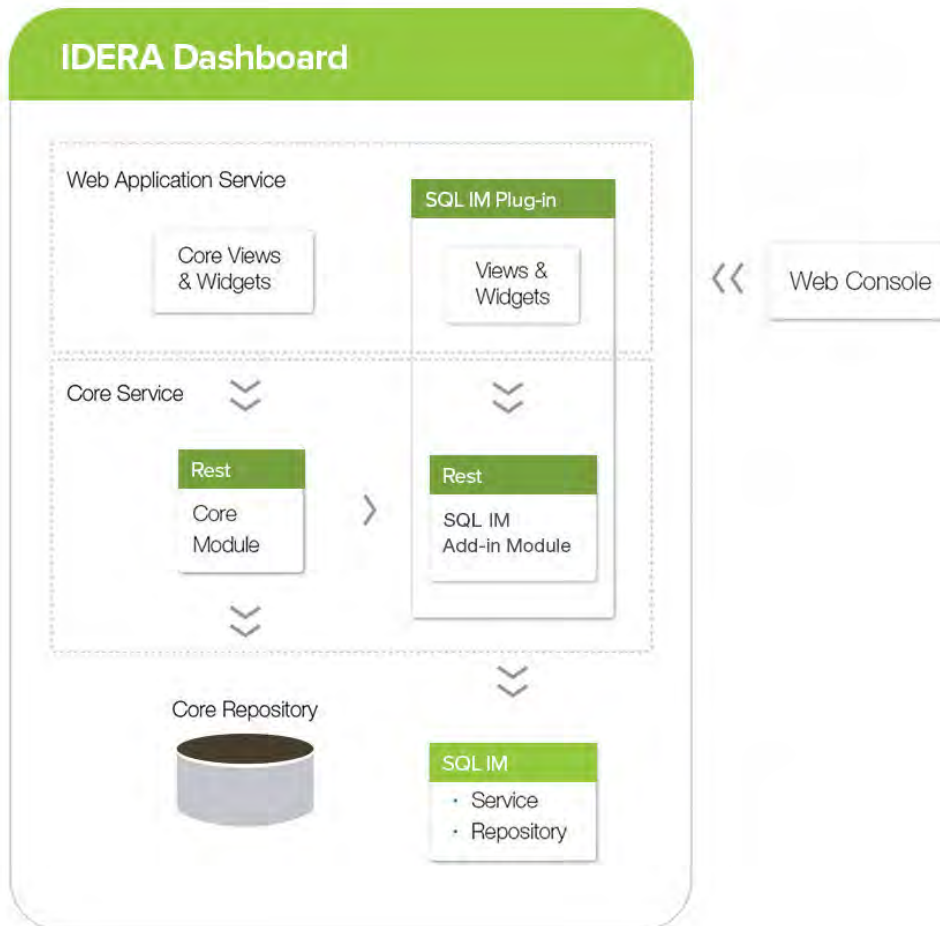 IDERA Dashboard
Web Application Service
SQL IM Plug-in
Core Views
& Widgets
Views &
Widgets
Web Console
Core Service
Rest
Core
Module
Rest
SQL IM
Add-in Module
Core Repository
SQL IM
· Service
· Repository